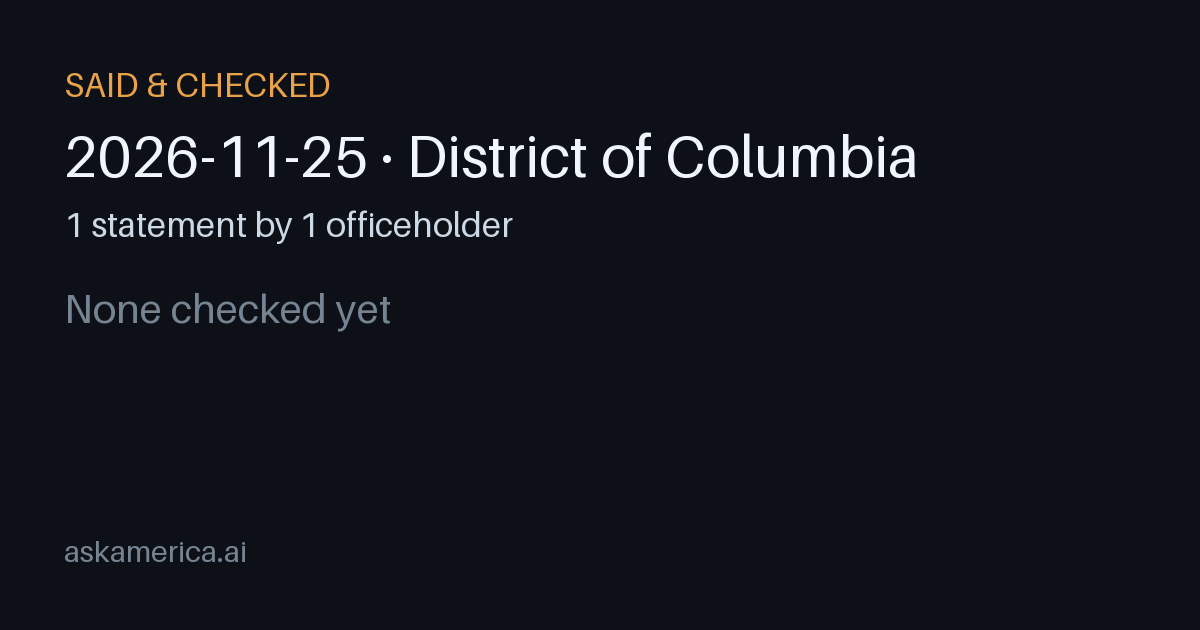 SAID & CHECKED
2026-11-25 · District of Columbia
1 statement by 1 officeholder
None checked yet
askamerica.ai